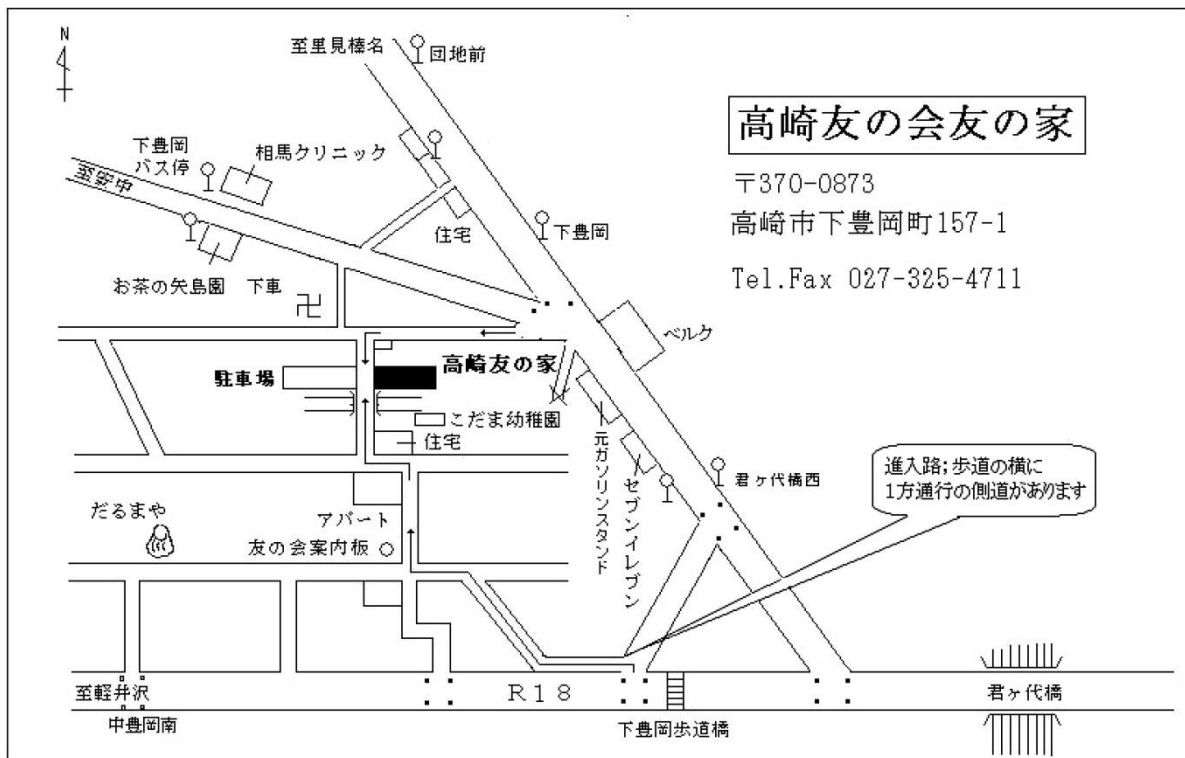 N
至里見榛名
団地前
高崎友の会友の家
〒370-0873
高崎市下豊岡町157-1
Tel.Fax 027-325-4711
下豊岡
バス停
相馬クリニック
至安中
住宅
下豊岡
お茶の矢島園
下車
卍
ベルク
駐車場
高崎友の家
こだま幼稚園
住宅
元ガソリンスタンド
セブンイレブン
君ヶ代橋西
進入路;歩道の横に
1方通行の側道があります
だるまや
アパート
友の会案内板
至軽井沢
R18
君ヶ代橋
中豊岡南
下豊岡歩道橋